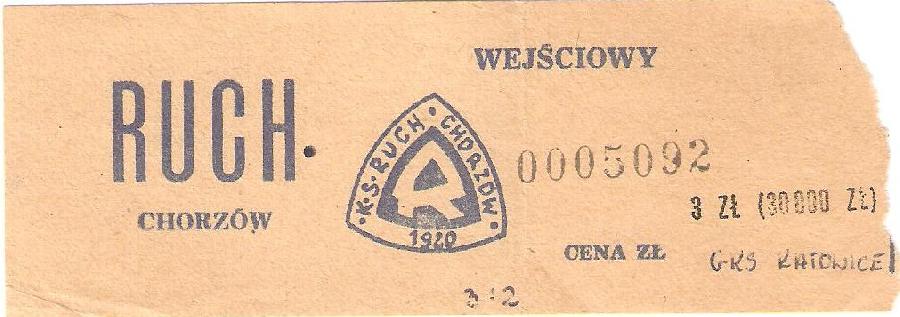 WEJŚCIOWY
RUCH
CHORZÓW
K.S. RUCH CHORZÓW
1920
0005092
3 ZŁ (30000 ZŁ)
CENA ZŁ
GKS KATOWICE
3:2